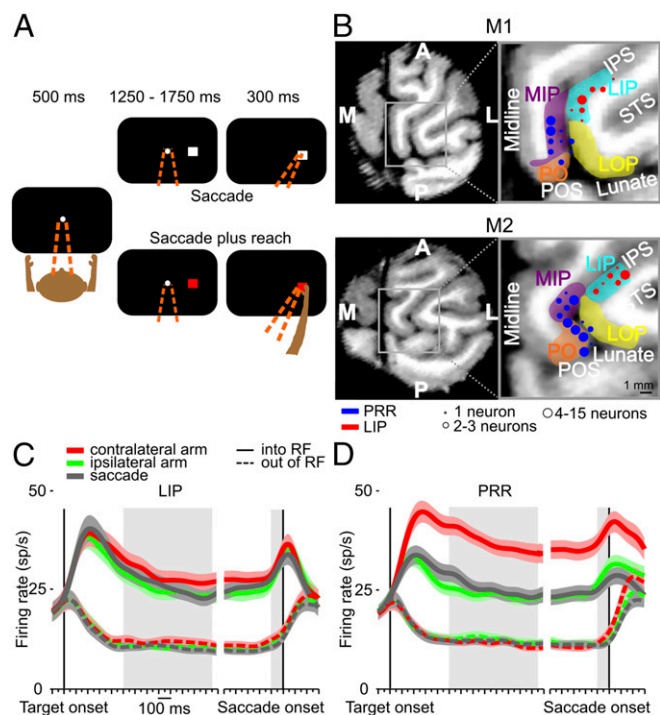 A
500 ms
1250 - 1750 ms
300 ms
Saccade
Saccade plus reach
B
M1
A
M
L
P
Midline
MIP
IPS
LIP
STS
LOP
PO
POS
Lunate
M2
A
M
L
P
Midline
MIP
LIP
IPS
STS
LOP
PO
Lunate
POS
1 mm
PRR
LIP
1 neuron
2-3 neurons
4-15 neurons
C
contralateral arm
ipsilateral arm
saccade
into RF
out of RF
LIP
50
25
0
Firing rate (sp/s)
Target onset
100 ms
Saccade onset
D
PRR
50
25
0
Firing rate (sp/s)
Target onset
Saccade onset